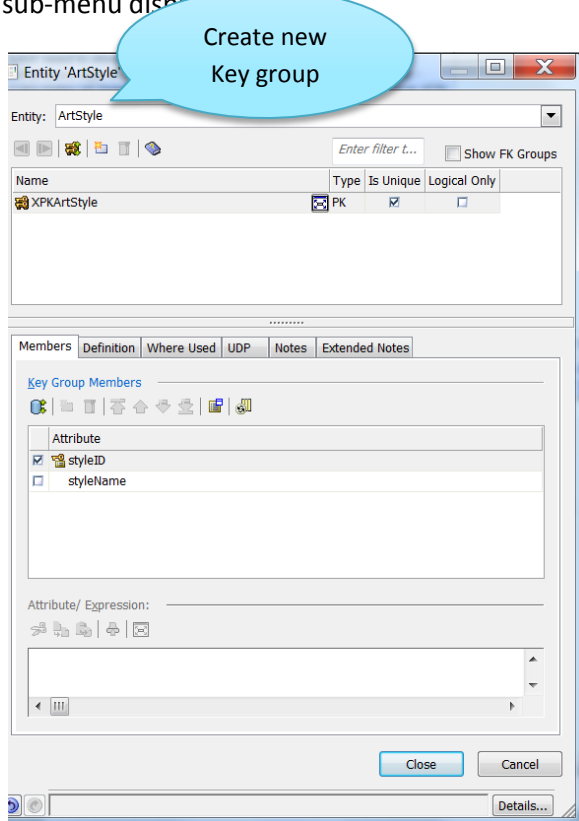 sub-menu disp
Create new
Key group
Entity 'ArtStyle'
Entity: ArtStyle
Enter filter t... Show FK Groups
Name Type Is Unique Logical Only
XPKArtStyle PK
Members Definition Where Used UDP Notes Extended Notes
Key Group Members
Attribute
styleID
styleName
Attribute/ Expression:
Close Cancel
Details...